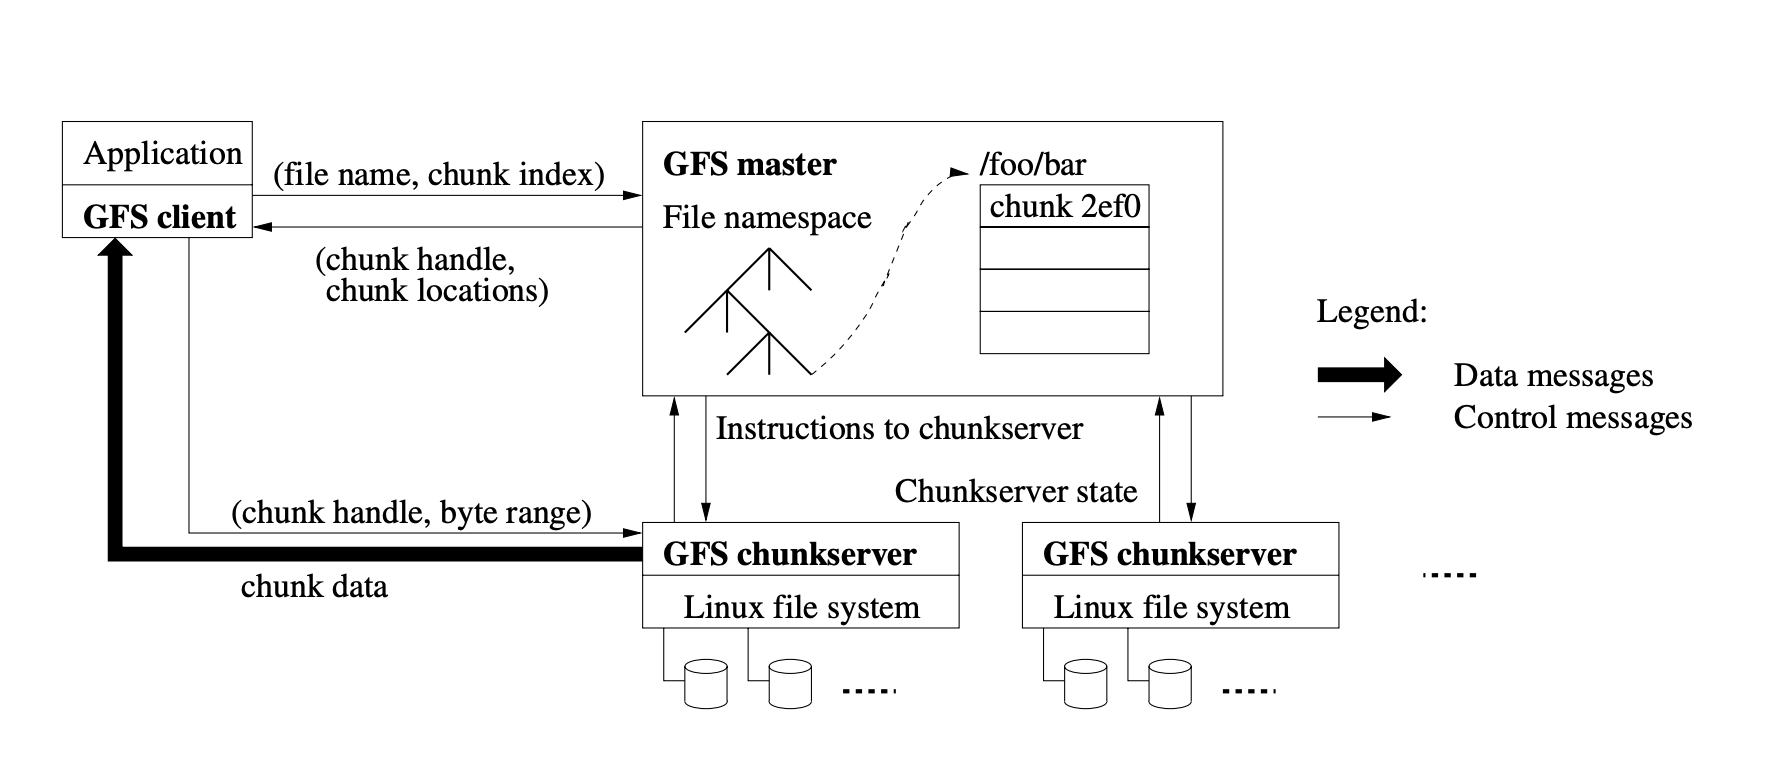 Application
GFS client
(file name, chunk index)
(chunk handle,
chunk locations)
GFS master
File namespace
/foo/bar
chunk 2ef0
Legend:
Data messages
Control messages
Instructions to chunkserver
Chunkserver state
(chunk handle, byte range)
chunk data
GFS chunkserver
Linux file system
GFS chunkserver
Linux file system